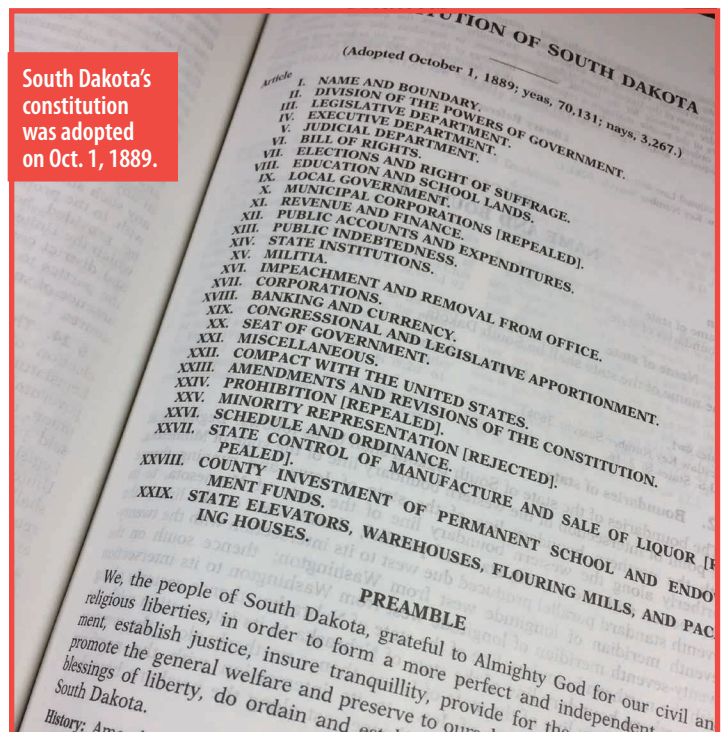 South Dakota’s
constitution
was adopted
on Oct. 1, 1889.
OF SOUTH DAKOTA
(Adopted October 1, 1889; yeas, 70,131; nays, 3,267.)
Article
I. NAME AND BOUNDARY.
II. DIVISION OF THE POWERS OF GOVERNMENT.
III. LEGISLATIVE DEPARTMENT.
IV. EXECUTIVE DEPARTMENT.
V. JUDICIAL DEPARTMENT.
VI. BILL OF RIGHTS.
VII. ELECTIONS AND RIGHT OF SUFFRAGE.
VIII. EDUCATION AND SCHOOL LANDS.
IX. LOCAL GOVERNMENT.
X. MUNICIPAL CORPORATIONS [REPEALED].
XI. REVENUE AND FINANCE.
XII. PUBLIC ACCOUNTS AND EXPENDITURES.
XIII. PUBLIC INDEBTEDNESS.
XIV. STATE INSTITUTIONS.
XV. MILITIA.
XVI. IMPEACHMENT AND REMOVAL FROM OFFICE.
XVII. CORPORATIONS.
XVIII. BANKING AND CURRENCY.
XIX. CONGRESSIONAL AND LEGISLATIVE APPORTIONMENT.
XX. SEAT OF GOVERNMENT.
XXI. MISCELLANEOUS.
XXII. COMPACT WITH THE UNITED STATES.
XXIII. AMENDMENTS AND REVISIONS OF THE CONSTITUTION.
XXIV. PROHIBITION [REPEALED].
XXV. MINORITY REPRESENTATION [REJECTED].
XXVI. SCHEDULE AND ORDINANCE.
XXVII. STATE CONTROL OF MANUFACTURE AND SALE OF LIQUOR [R
PEALED].
XXVIII. COUNTY INVESTMENT OF PERMANENT SCHOOL AND ENDO
MENT FUNDS.
XXIX. STATE ELEVATORS, WAREHOUSES, FLOURING MILLS, AND PAC
ING HOUSES.
PREAMBLE
We, the people of South Dakota, grateful to Almighty God for our civil an
religious liberties, in order to form a more perfect and independent
ment, establish justice, insure tranquillity, provide for the
promote the general welfare and preserve to
blessings of liberty, do ordain and
South Dakota.
History: